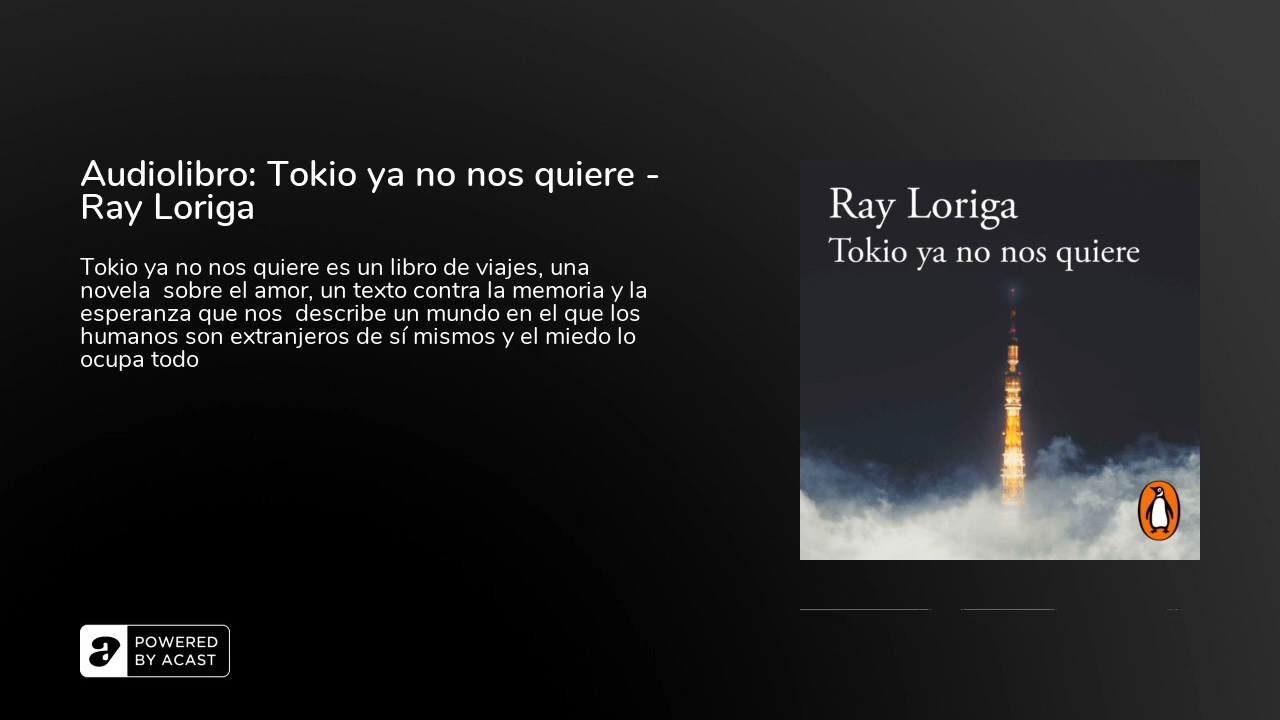 Audiolibro: Tokio ya no nos quiere -
Ray Loriga
Tokio ya no nos quiere es un libro de viajes, una
novela  sobre el amor, un texto contra la memoria y la
esperanza que nos  describe un mundo en el que los
humanos son extranjeros de sí mismos y el miedo lo
ocupa todo
Ray Loriga
Tokio ya no nos quiere
a
POWERED
BY ACAST